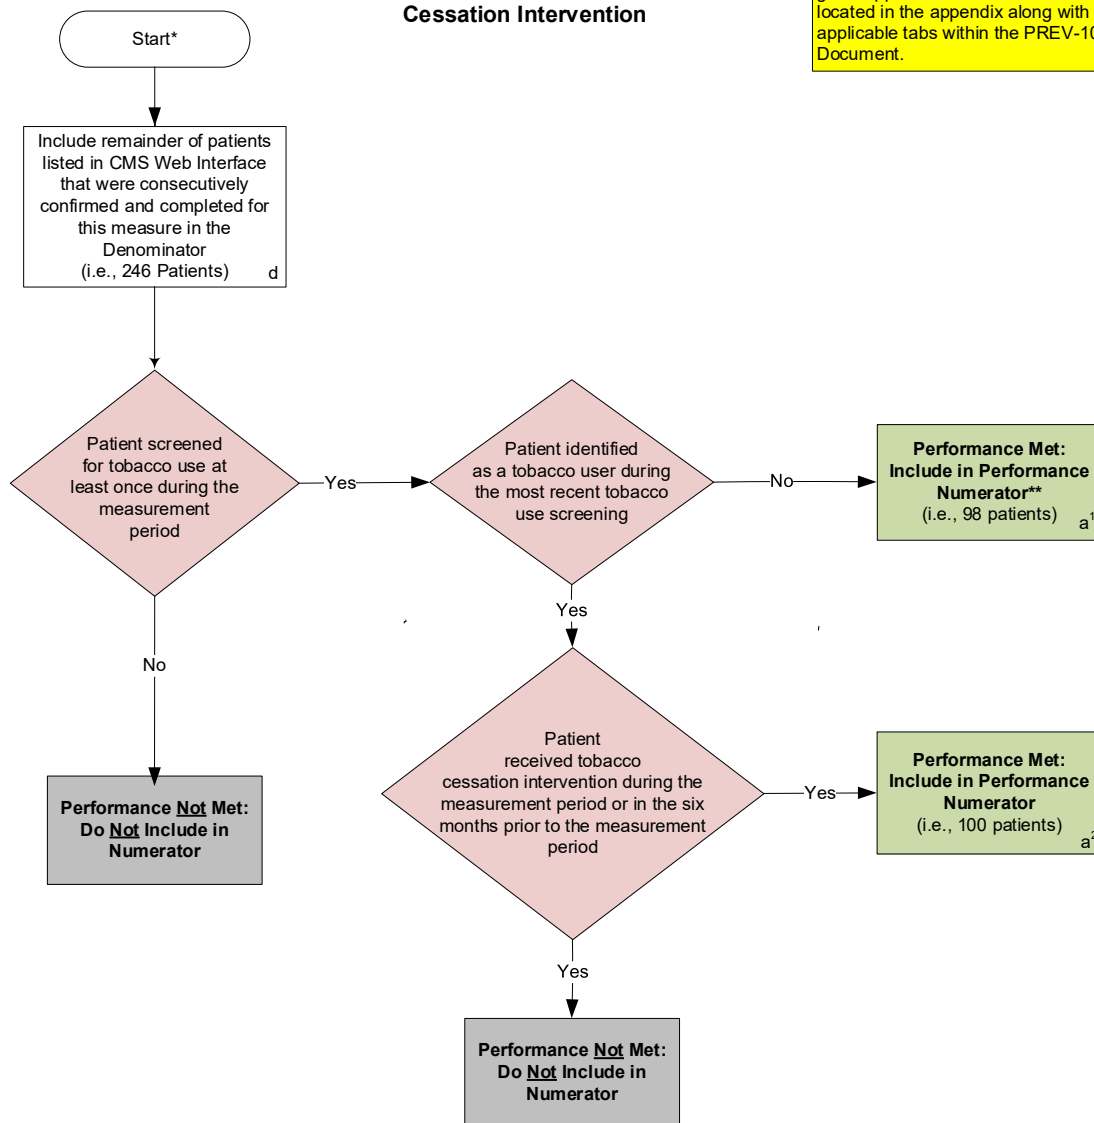 Cessation Intervention
located in the appendix along with
applicable tabs within the PREV-10
Document.
Start*
Include remainder of patients
listed in CMS Web Interface
that were consecutively
confirmed and completed for
this measure in the
Denominator
(i.e., 246 Patients)
d
Patient screened
for tobacco use at
least once during the
measurement
period
Yes
Patient identified
as a tobacco user during
the most recent tobacco
use screening
No
Performance Met:
Include in Performance
Numerator**
(i.e., 98 patients)
a¹
Yes
No
Patient
received tobacco
cessation intervention during the
measurement period or in the six
months prior to the measurement
period
Yes
Performance Met:
Include in Performance
Numerator
(i.e., 100 patients)
a²
Performance Not Met:
Do Not Include in
Numerator
Yes
Performance Not Met:
Do Not Include in
Numerator